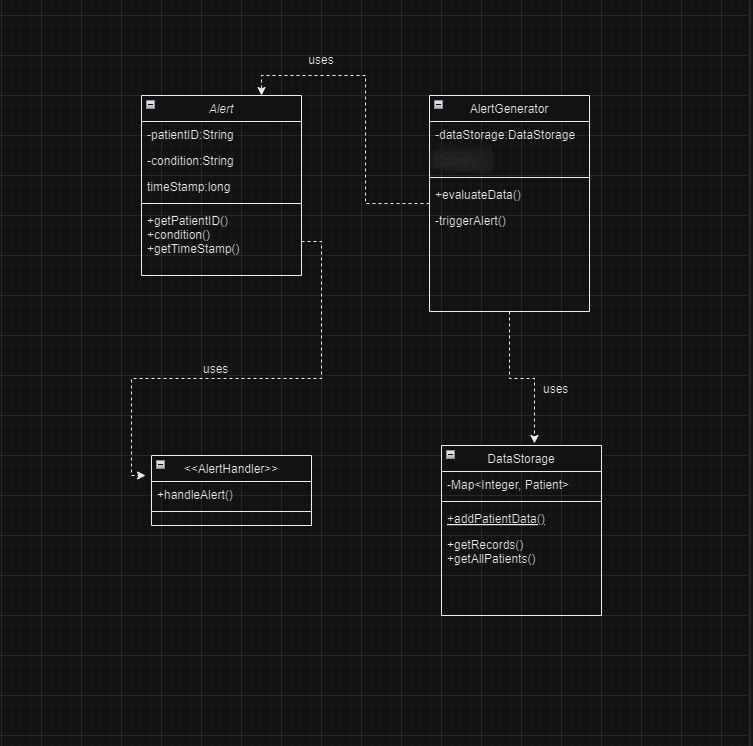 uses
Alert
-patientID:String
-condition:String
timeStamp:long
+getPatientID()
+condition()
+getTimeStamp()
AlertGenerator
-dataStorage:DataStorage
Country
+evaluateData()
-triggerAlert()
uses
uses
<<AlertHandler>>
+handleAlert()
DataStorage
-Map<Integer, Patient>
+addPatientData()
+getRecords()
+getAllPatients()